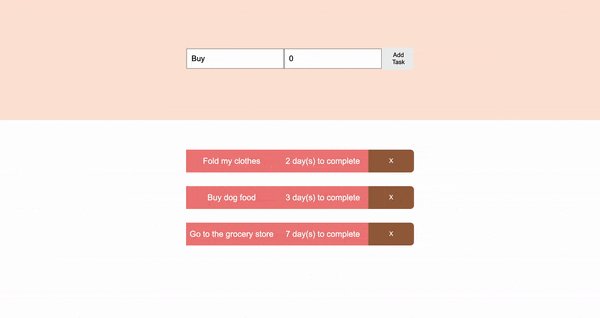 Buy 0 Add
Task
Fold my clothes 2 day(s) to complete x
Buy dog food 3 day(s) to complete x
Go to the grocery store 7 day(s) to complete x